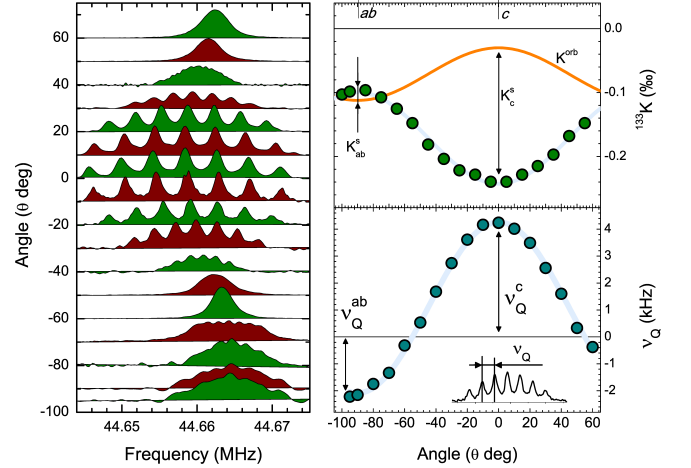 60
40
20
0
-20
-40
-60
-80
-100
Angle (θ deg)
44.65
44.66
44.67
Frequency (MHz)
ab
c
0.0
-0.1
-0.2
¹³³K (‰)
K^orb
K^s_c
K^s_ab
4
3
2
1
0
-1
-2
ν_Q (kHz)
ν_Q^ab
ν_Q^c
ν_Q
-100
-80
-60
-40
-20
0
20
40
60
Angle (θ deg)